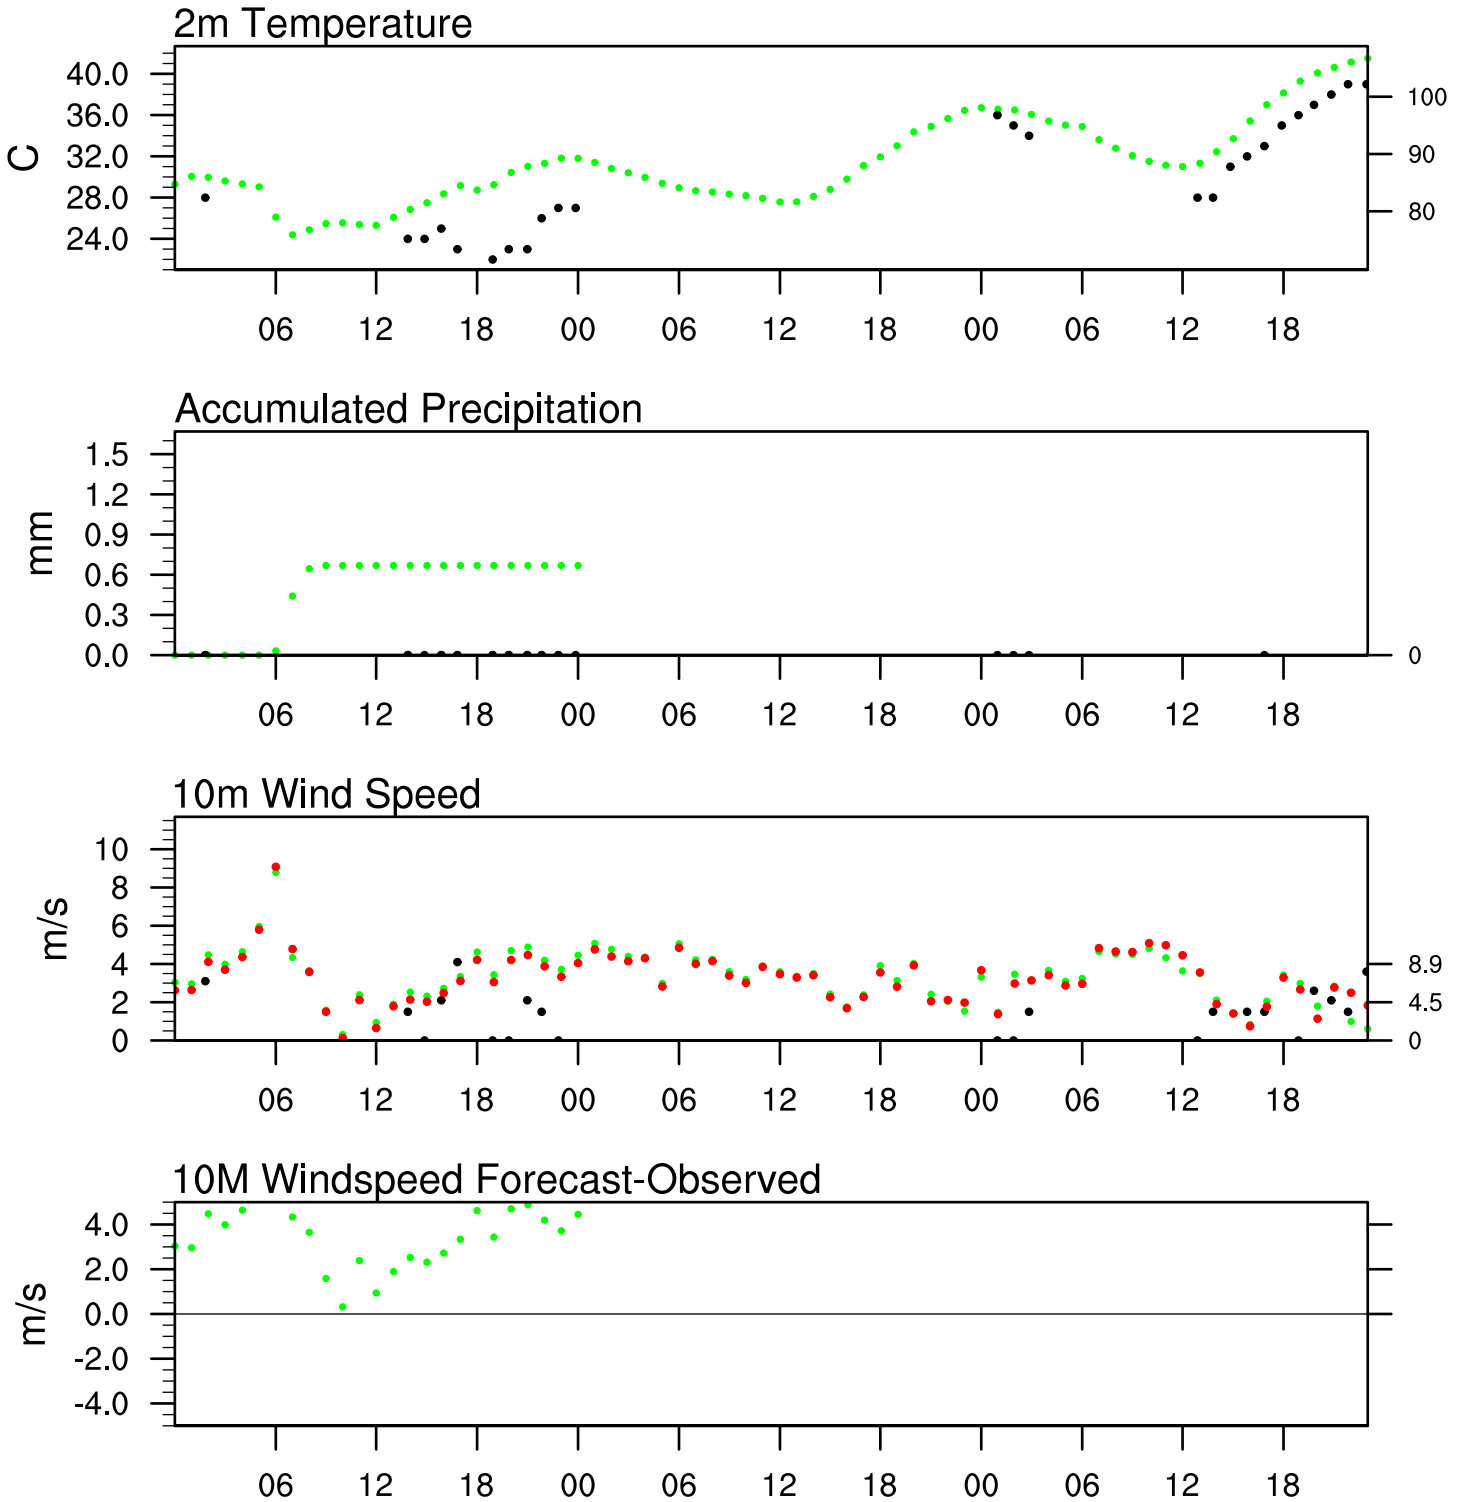 2m Temperature
40.0
36.0
32.0
28.0
24.0
C
100
90
80
06 12 18 00 06 12 18 00 06 12 18
Accumulated Precipitation
1.5
1.2
0.9
0.6
0.3
0.0
mm
0
06 12 18 00 06 12 18 00 06 12 18
10m Wind Speed
10
8
6
4
2
0
m/s
8.9
4.5
0
06 12 18 00 06 12 18 00 06 12 18
10M Windspeed Forecast-Observed
4.0
2.0
0.0
-2.0
-4.0
m/s
06 12 18 00 06 12 18 00 06 12 18